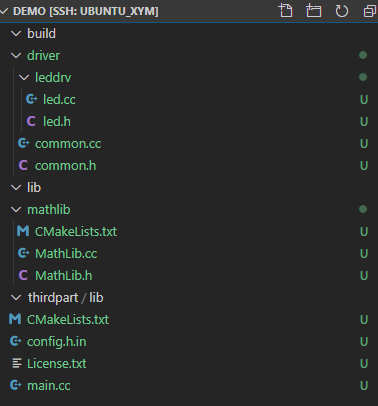 DEMO [SSH: UBUNTU_XYM]
build
driver
leddrv
led.cc U
led.h U
common.cc U
common.h U
lib
mathlib
CMakeLists.txt U
MathLib.cc U
MathLib.h U
thirdpart / lib
CMakeLists.txt U
config.h.in U
License.txt U
main.cc U